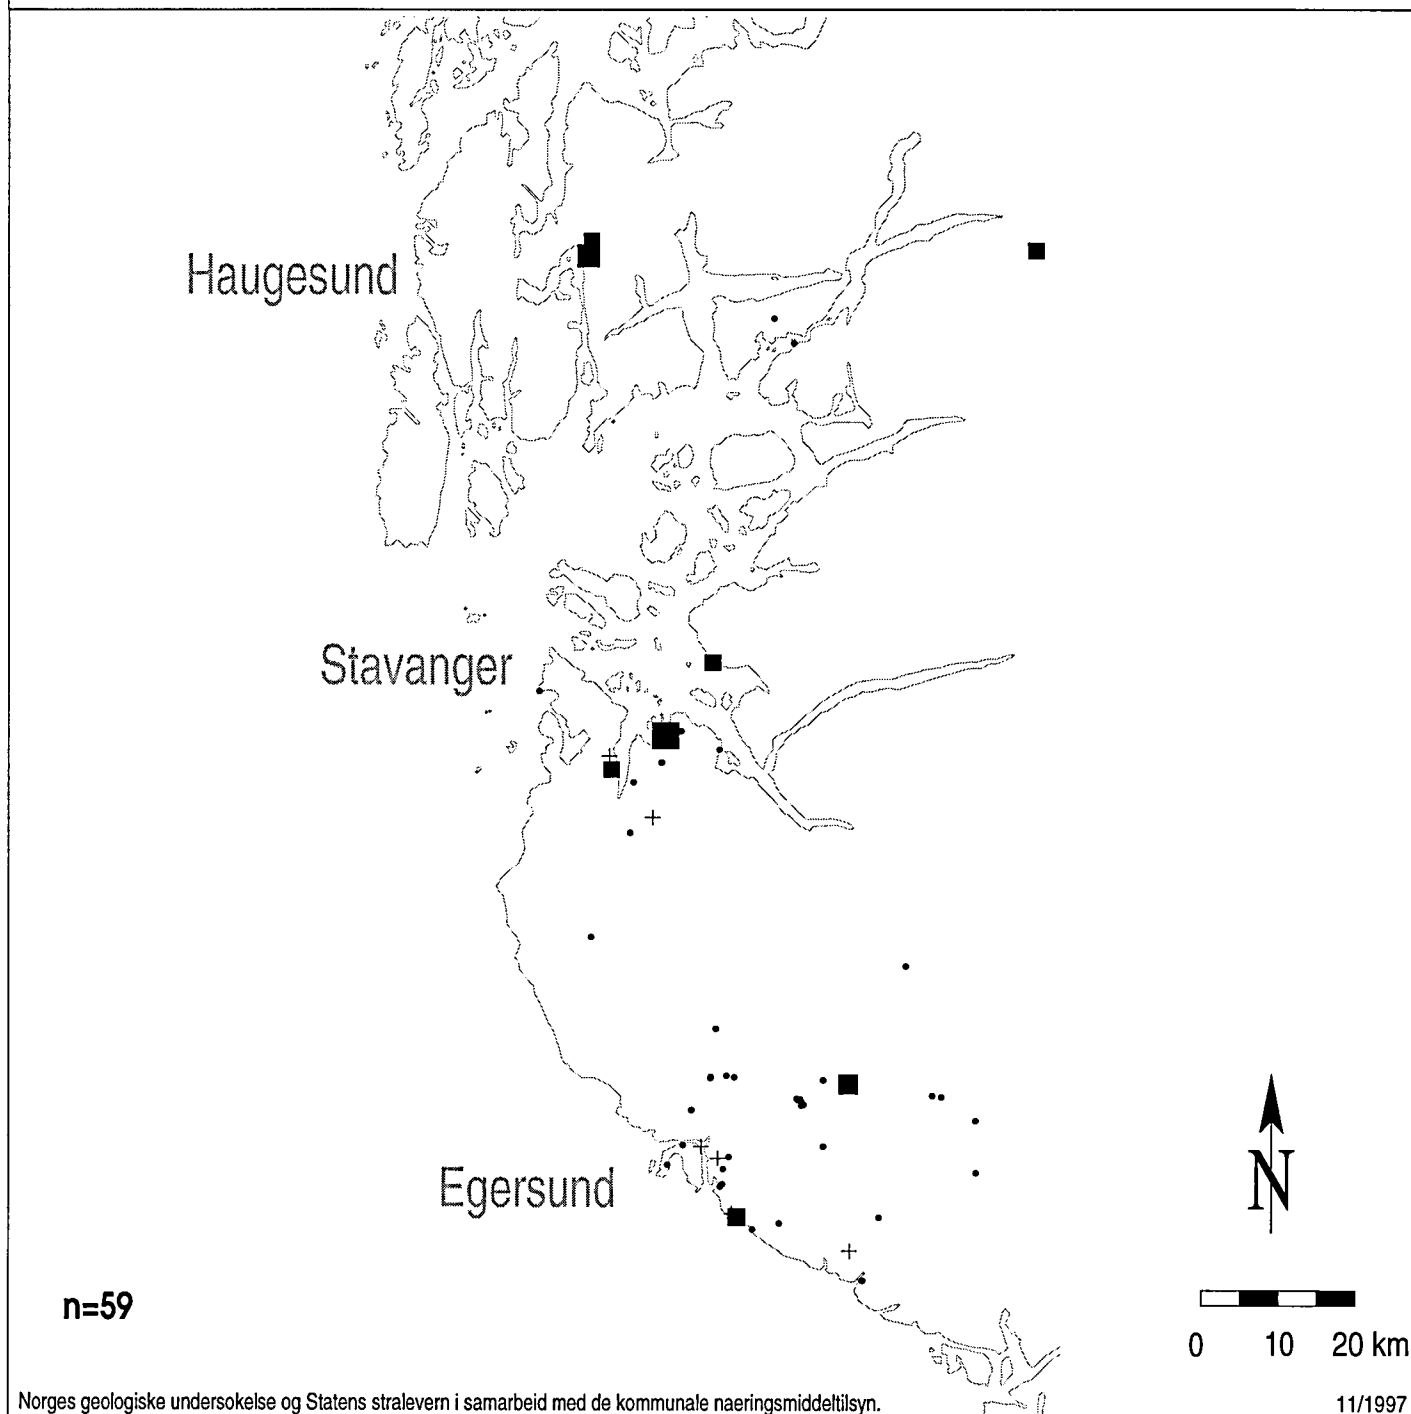 Haugesund
Stavanger
Egersund
N
n=59
0 10 20 km
Norges geologiske undersokelse og Statens stralevern i samarbeid med de kommunale naeringsmiddeltilsyn.
11/1997